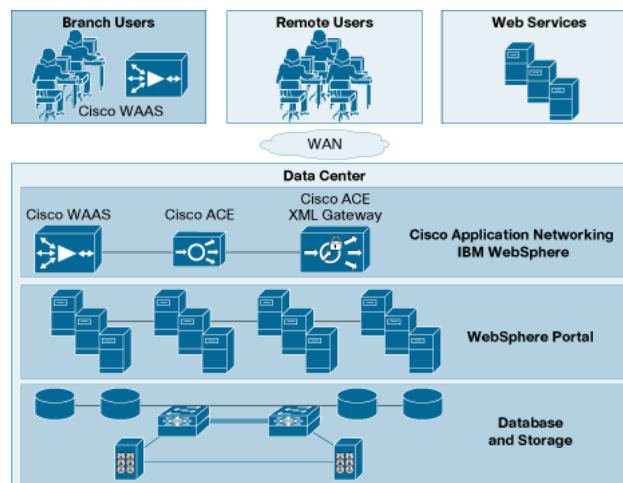 Branch Users
Cisco WAAS
Remote Users
Web Services
WAN
Data Center
Cisco WAAS
Cisco ACE
Cisco ACE
XML Gateway
Cisco Application Networking
IBM WebSphere
WebSphere Portal
Database
and Storage